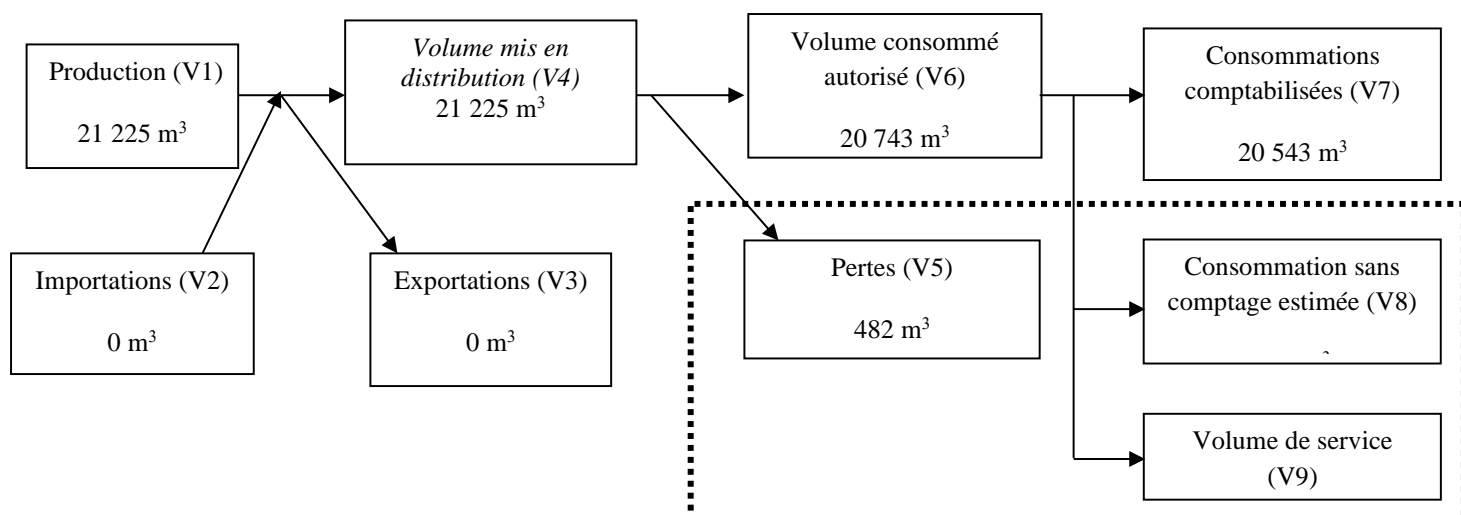 Production (V1)
21 225 m³
Volume mis en
distribution (V4)
21 225 m³
Volume consommé
autorisé (V6)
20 743 m³
Consommations
comptabilisées (V7)
20 543 m³
Importations (V2)
0 m³
Exportations (V3)
0 m³
Pertes (V5)
482 m³
Consommation sans
comptage estimée (V8)
Volume de service
(V9)